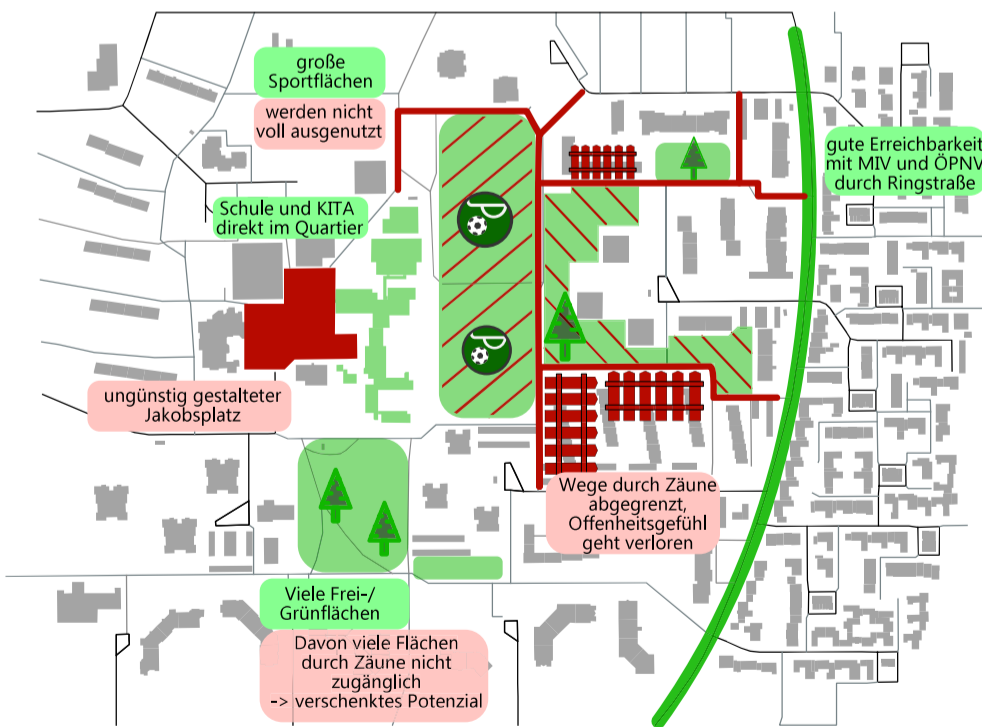 große
Sportflächen
werden nicht
voll ausgenutzt
gute Erreichbarkeit
mit MIV und ÖPNV
durch Ringstraße
Schule und KITA
direkt im Quartier
ungünstig gestalteter
Jakobsplatz
Wege durch Zäune
abgegrenzt,
Offenheitsgefühl
geht verloren
Viele Frei-/
Grünflächen
Davon viele Flächen
durch Zäune nicht
zugänglich
-> verschenktes Potenzial